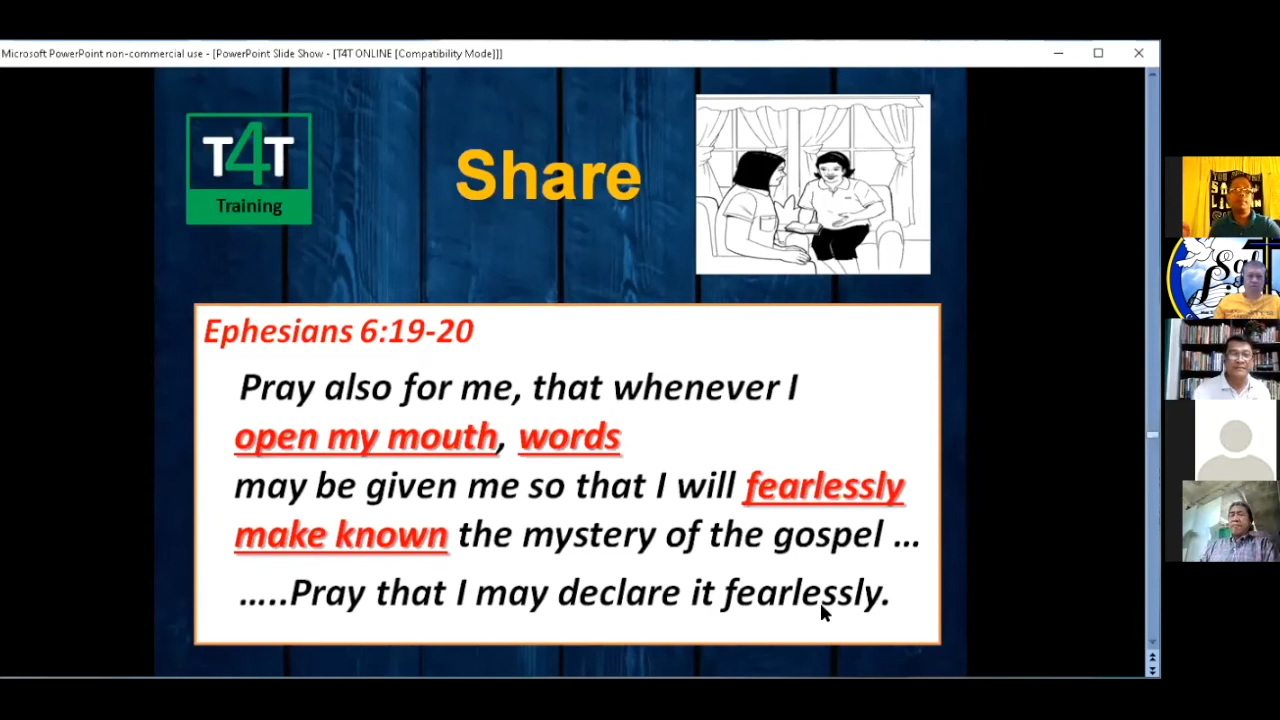 Microsoft PowerPoint non-commercial use - [PowerPoint Slide Show - [T4T ONLINE [Compatibility Mode]]]
T4T
Training
Share
Ephesians 6:19-20
Pray also for me, that whenever I
open my mouth, words
may be given me so that I will fearlessly
make known the mystery of the gospel ...
.....Pray that I may declare it fearlessly.